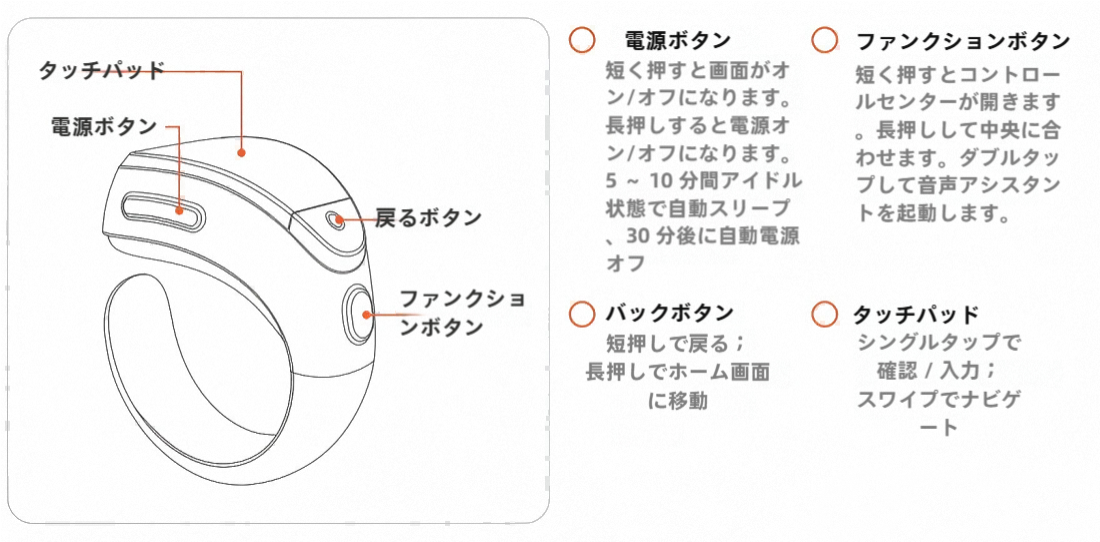 タッチパッド
電源ボタン
戻るボタン
ファンクショ
ンボタン
電源ボタン
短く押すと画面がオ
ン/オフになります。
長押しすると電源オ
ン/オフになります。
5 ~ 10 分間アイドル
状態で自動スリープ
、30 分後に自動電源
オフ
ファンクションボタン
短く押すとコントロー
ルセンターが開きます
。長押しして中央に合
わせます。ダブルタッ
プして音声アシスタン
トを起動します。
バックボタン
短押しで戻る；
長押しでホーム画面
に移動
タッチパッド
シングルタップで
確認 / 入力；
スワイプでナビゲ
ート